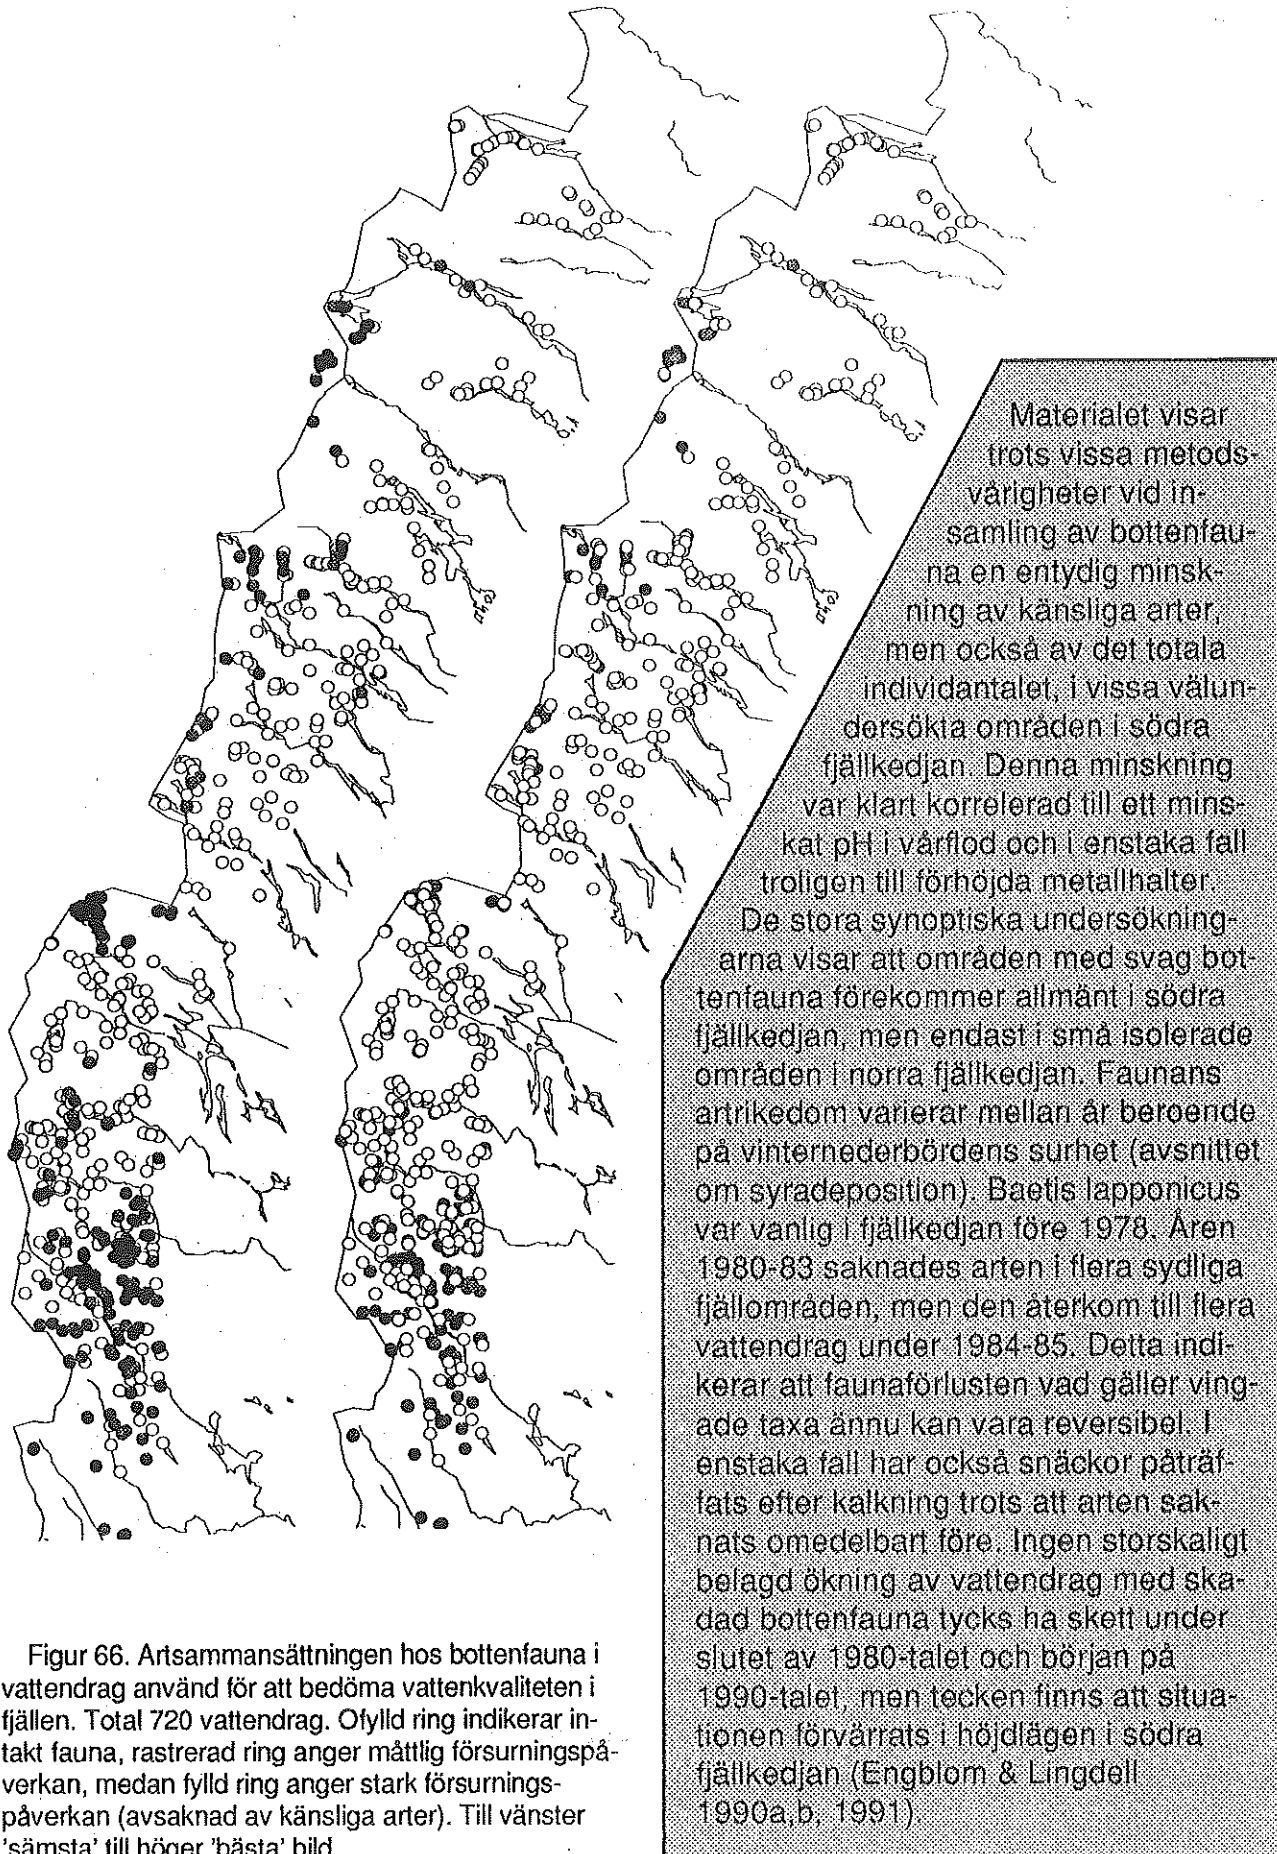 Materialet visar
trots vissa metods-
vårigheter vid in-
samling av bottenfau-
na en entydig minsk-
ning av känsliga arter,
men också av det totala
individantalet, i vissa välun-
dersökta områden i södra
fjällkedjan. Denna minskning
var klart korrelerad till ett mins-
kat pH i vårflod och i enstaka fall
troligen till förhöjda metallhalter.
De stora synoptiska undersökning-
arna visar att områden med svag bot-
tenfauna förekommer allmänt i södra
fjällkedjan, men endast i små isolerade
områden i norra fjällkedjan. Faunans
artrikedom varierar mellan år beroende
på vinternederbördens surhet (avsnittet
om syradeposition). Baetis lapponicus
var vanlig i fjällkedjan före 1978. Åren
1980-83 saknades arten i flera sydliga
fjällområden, men den återkom till flera
vattendrag under 1984-85. Detta indi-
kerar att faunaförlusten vad gäller ving-
ade taxa ännu kan vara reversibel. I
enstaka fall har också snäckor påträf-
fats efter kalkning trots att arten sak-
nats omedelbart före. Ingen storskaligt
belagd ökning av vattendrag med ska-
dad bottenfauna tycks ha skett under
slutet av 1980-talet och början på
1990-talet, men tecken finns att situa-
tionen förvärrats i höjdlägen i södra
fjällkedjan (Engblom & Lingdell
1990a,b, 1991).
Figur 66. Artsammansättningen hos bottenfauna i
vattendrag använd för att bedöma vattenkvaliteten i
fjällen. Total 720 vattendrag. Ofylld ring indikerar in-
takt fauna, rastrerad ring anger måttlig försurningspå-
verkan, medan fylld ring anger stark försurnings-
påverkan (avsaknad av känsliga arter). Till vänster
'sämsta' till höger 'bästa' bild